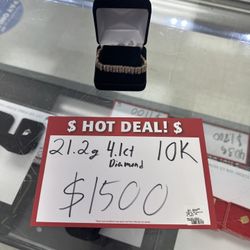 $ HOT DEAL! $
21.2g 4.1ct 10K
Diamond
$1500